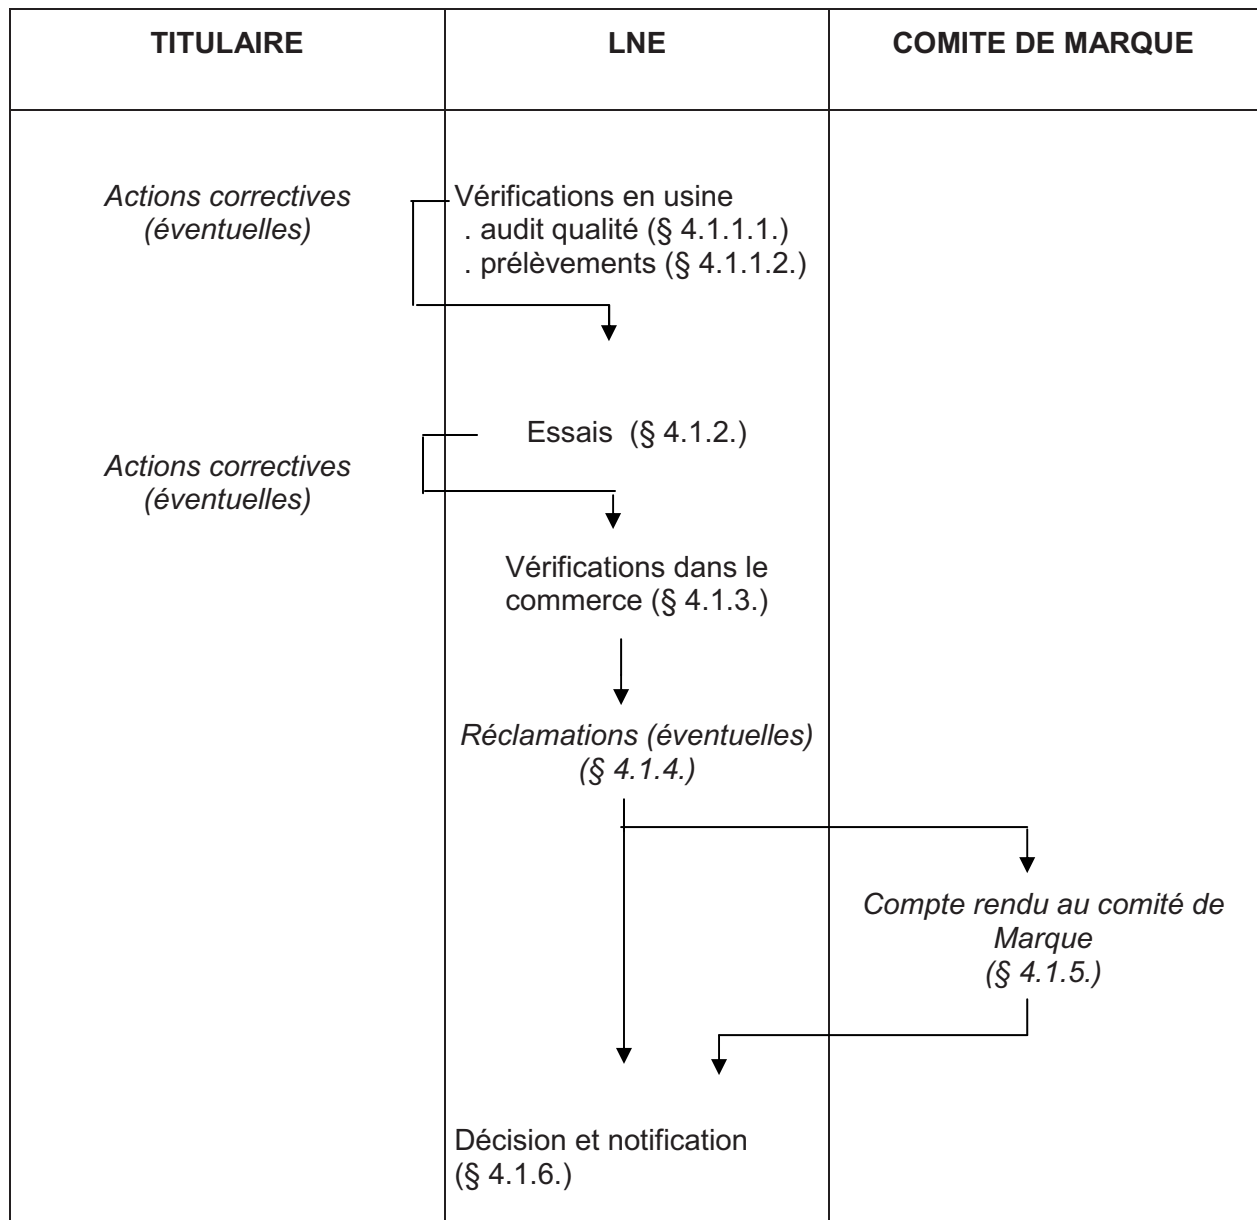 TITULAIRE
LNE
COMITE DE MARQUE
Actions correctives
(éventuelles)
Vérifications en usine
. audit qualité (§ 4.1.1.1.)
. prélèvements (§ 4.1.1.2.)
Essais (§ 4.1.2.)
Actions correctives
(éventuelles)
Vérifications dans le
commerce (§ 4.1.3.)
Réclamations (éventuelles)
(§ 4.1.4.)
Compte rendu au comité de
Marque
(§ 4.1.5.)
Décision et notification
(§ 4.1.6.)